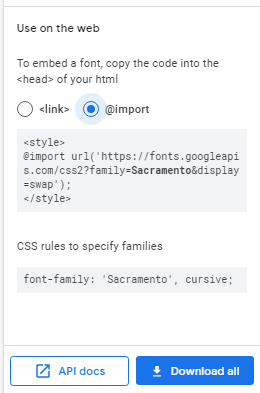 Use on the web
To embed a font, copy the code into the
<head> of your html
<link>
@import
<style>
@import url('https://fonts.googleapi
s.com/css2?family=Sacramento&display
=swap');
</style>
CSS rules to specify families
font-family: 'Sacramento', cursive;
API docs
Download all